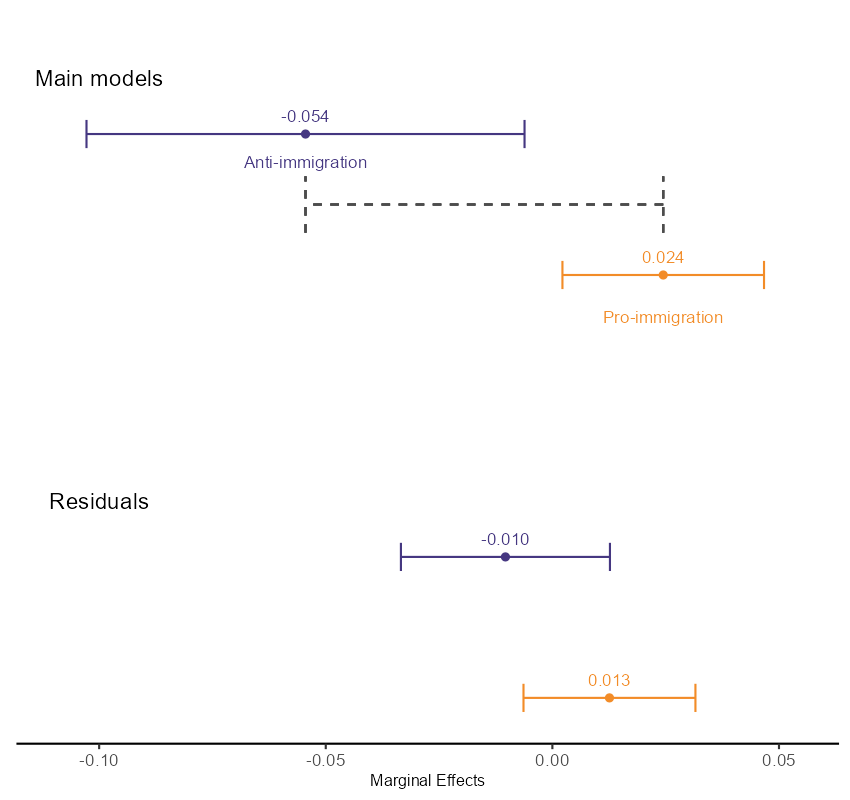 Main models
-0.054
Anti-immigration
0.024
Pro-immigration
Residuals
-0.010
0.013
-0.10 -0.05 0.00 0.05
Marginal Effects